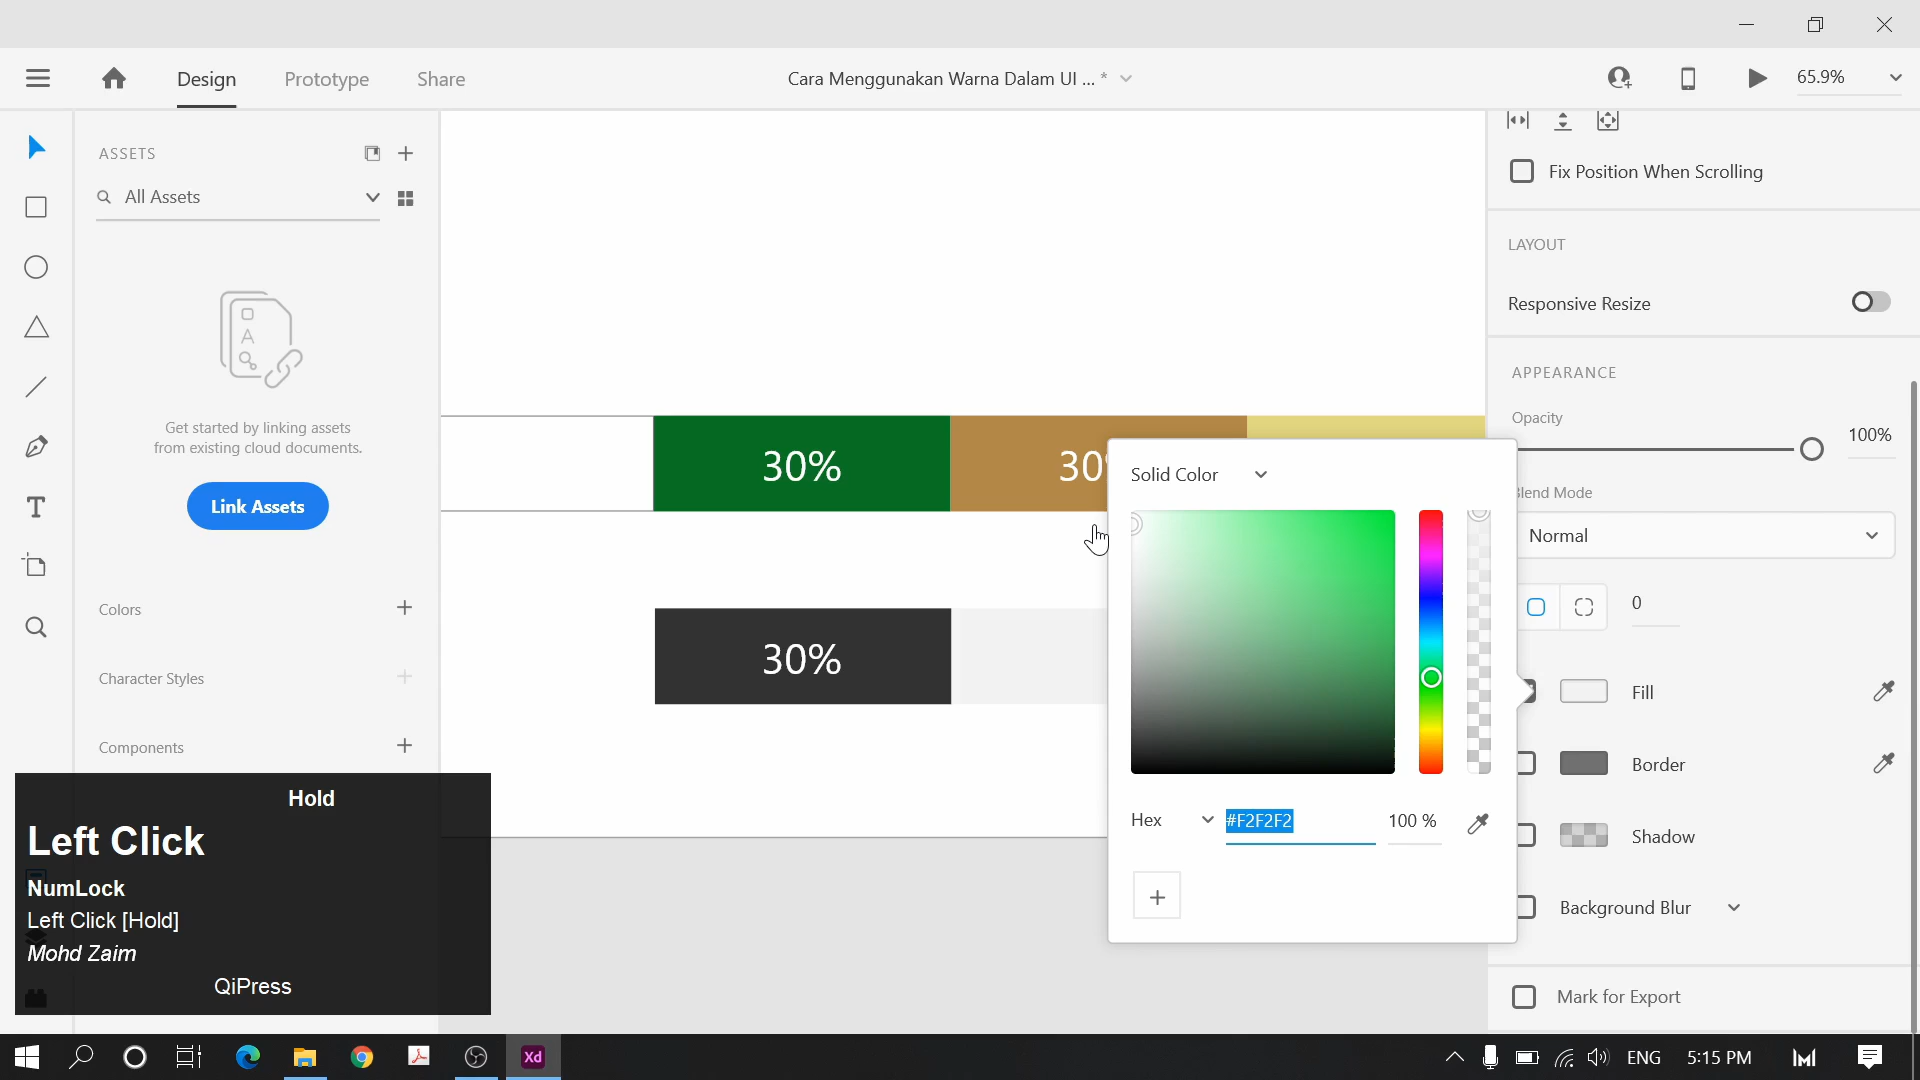 Design
Prototype
Share
Cara Menggunakan Warna Dalam UI ... *
65.9%
ASSETS
All Assets
Get started by linking assets
from existing cloud documents.
Link Assets
Colors
Character Styles
Components
30%
30%
30%
Solid Color
Hex
#F2F2F2
100 %
Fix Position When Scrolling
LAYOUT
Responsive Resize
APPEARANCE
Opacity
100%
Blend Mode
Normal
0
Fill
Border
Shadow
Background Blur
Mark for Export
Hold
Left Click
NumLock
Left Click [Hold]
Mohd Zaim
QiPress
Xd
ENG
5:15 PM